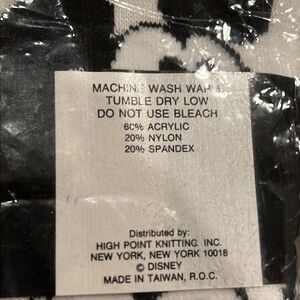 MACHINE WASH WARM
TUMBLE DRY LOW
DO NOT USE BLEACH
60% ACRYLIC
20% NYLON
20% SPANDEX
Distributed by:
HIGH POINT KNITTING INC.
NEW YORK, NEW YORK 10018
© DISNEY
MADE IN TAIWAN, R.O.C.